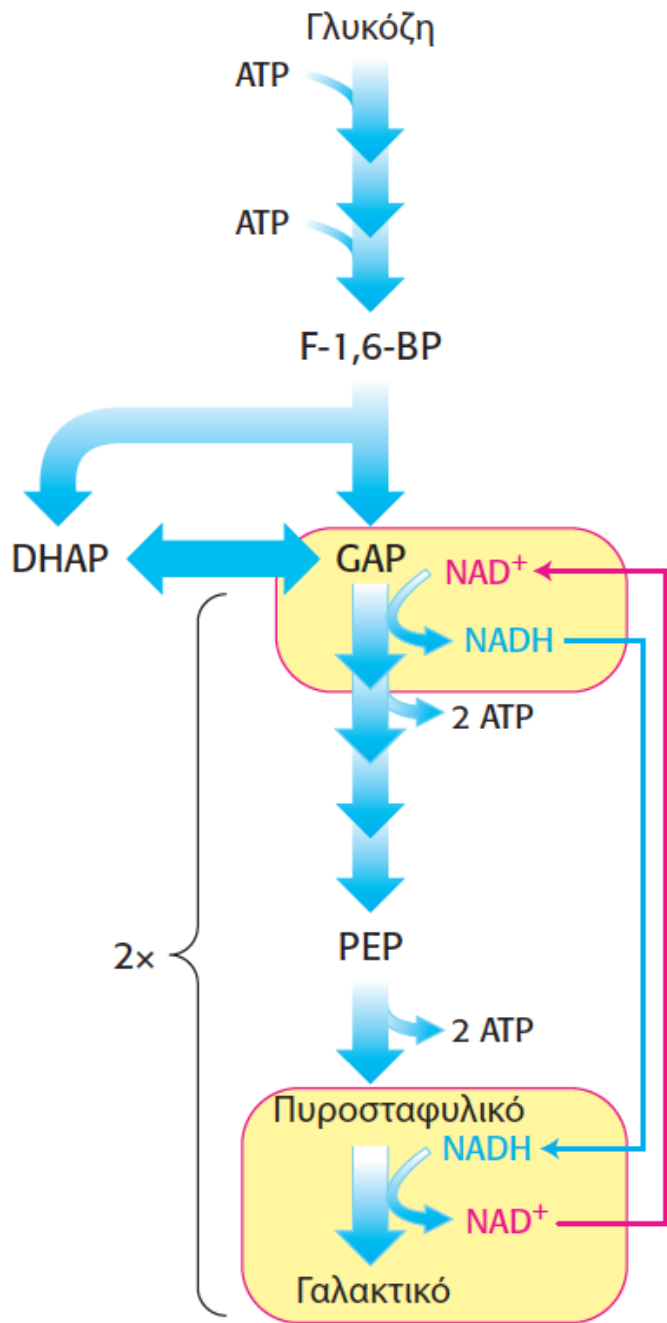 Γλυκόζη
ATP
ATP
F-1,6-BP
DHAP
GAP
NAD⁺
NADH
2 ATP
2×
PEP
2 ATP
Πυροσταφυλικό
NADH
NAD⁺
Γαλακτικό